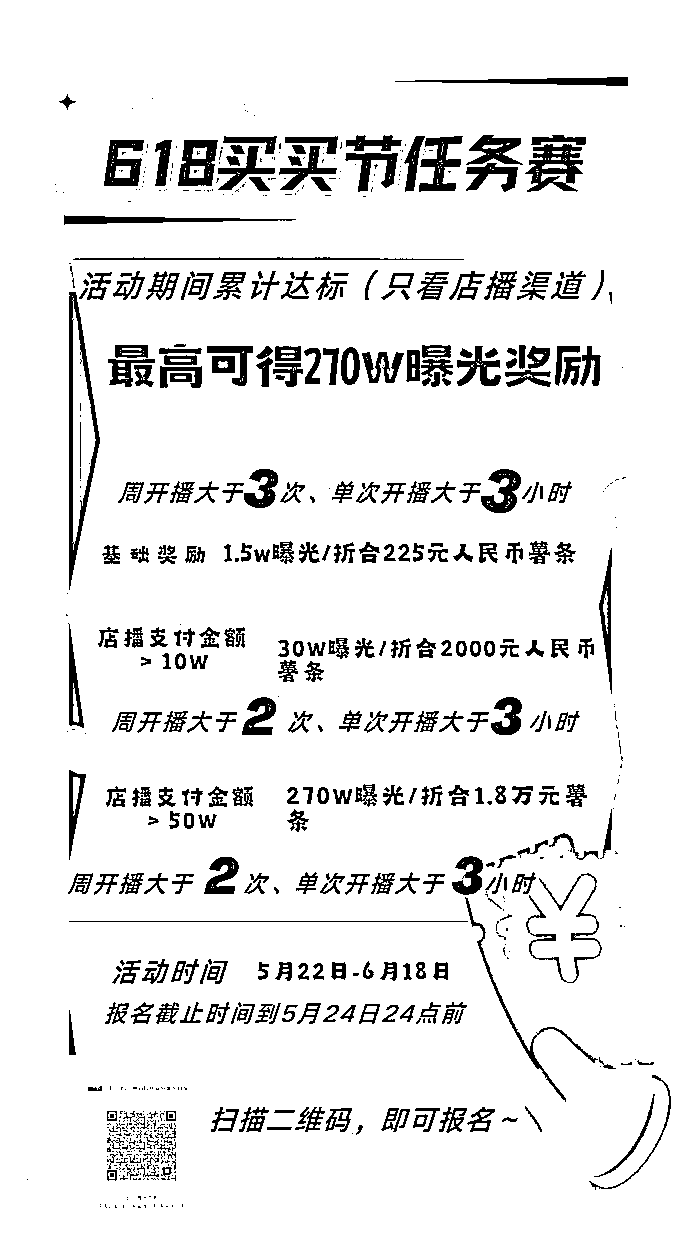 618买买节任务赛
活动期间累计达标（只看店播渠道）
最高可得270W曝光奖励
周开播大于3次、单次开播大于3小时
基础奖励 1.5w曝光/折合225元人民币薯条
店播支付金额
> 10W
30W曝光/折合2000元人民币
薯条
周开播大于2 次、单次开播大于3小时
店播支付金额
> 50W
270W曝光/折合1.8万元薯
条
周开播大于 2 次、单次开播大于3小时
¥
活动时间 5月22日-6月18日
报名截止时间到5月24日24点前
扫描二维码，即可报名~